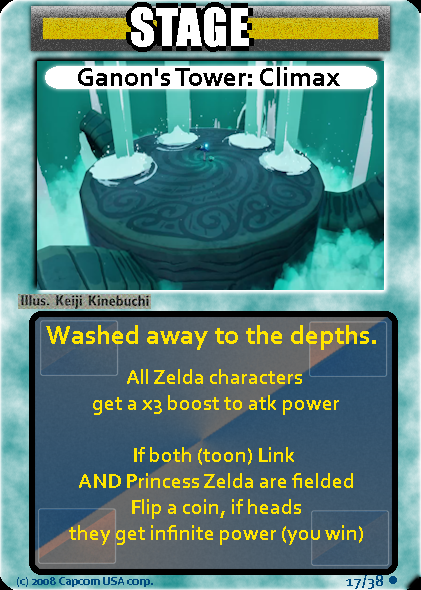 STAGE
Ganon's Tower: Climax
Illus. Keiji Kinebuchi
Washed away to the depths.
All Zelda characters
get a x3 boost to atk power
If both (toon) Link
AND Princess Zelda are fielded
Flip a coin, if heads
they get infinite power (you win)
(c) 2008 Capcom USA corp.
17/38 ●